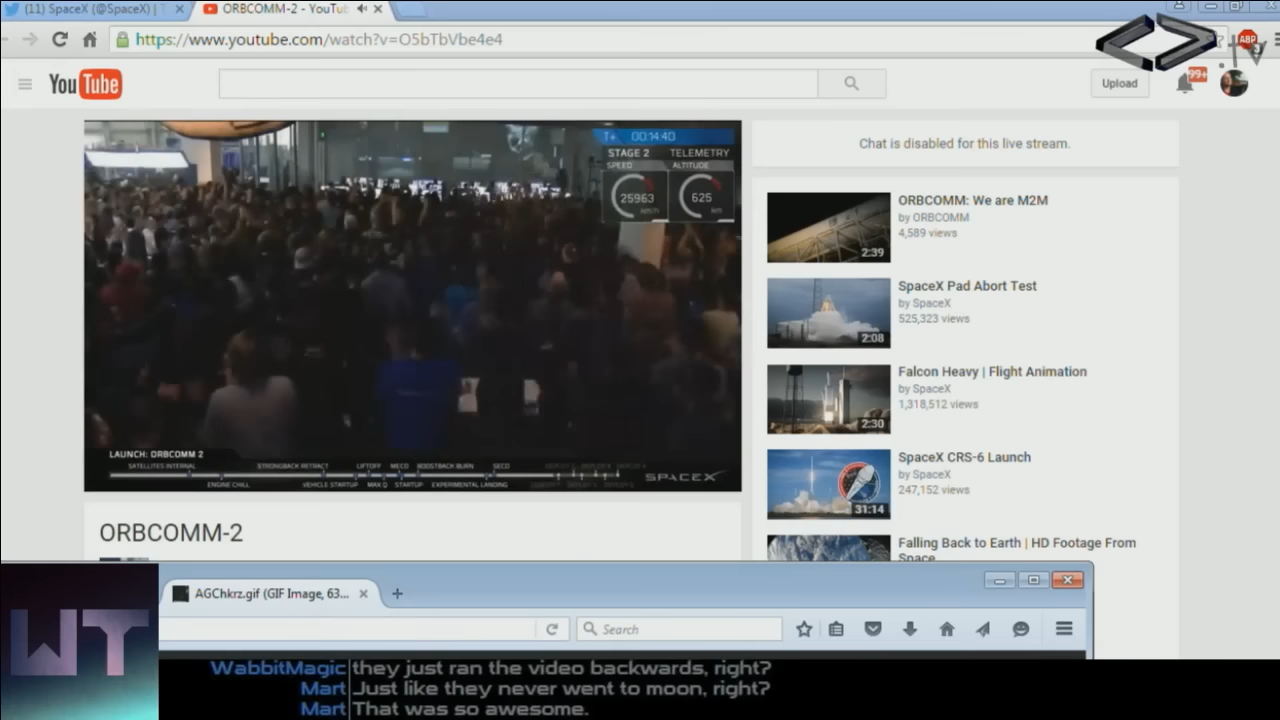 (11) SpaceX (@SpaceX) | T
ORBCOMM-2 - YouTub
https://www.youtube.com/watch?v=O5bTbVbe4e4
ABP
.tv
YouTube
Upload
99+
T+ 00:14:40
STAGE 2 TELEMETRY
SPEED ALTITUDE
25963 625
km/h km
LAUNCH: ORBCOMM 2
SATELLITES INTERNAL STRONGBACK RETRACT LIFTOFF MECO BOOSTBACK BURN SECO
ENGINE CHILL VEHICLE STARTUP MAX Q STARTUP EXPERIMENTAL LANDING
SPACEX
ORBCOMM-2
Chat is disabled for this live stream.
ORBCOMM: We are M2M
by ORBCOMM
4,589 views
2:39
SpaceX Pad Abort Test
by SpaceX
525,323 views
2:08
Falcon Heavy | Flight Animation
by SpaceX
1,318,512 views
2:30
SpaceX CRS-6 Launch
by SpaceX
247,152 views
31:14
Falling Back to Earth | HD Footage From
Space
AGChkrz.gif (GIF Image, 63...
Search
WT
WabbitMagic they just ran the video backwards, right?
Mart Just like they never went to moon, right?
Mart That was so awesome.